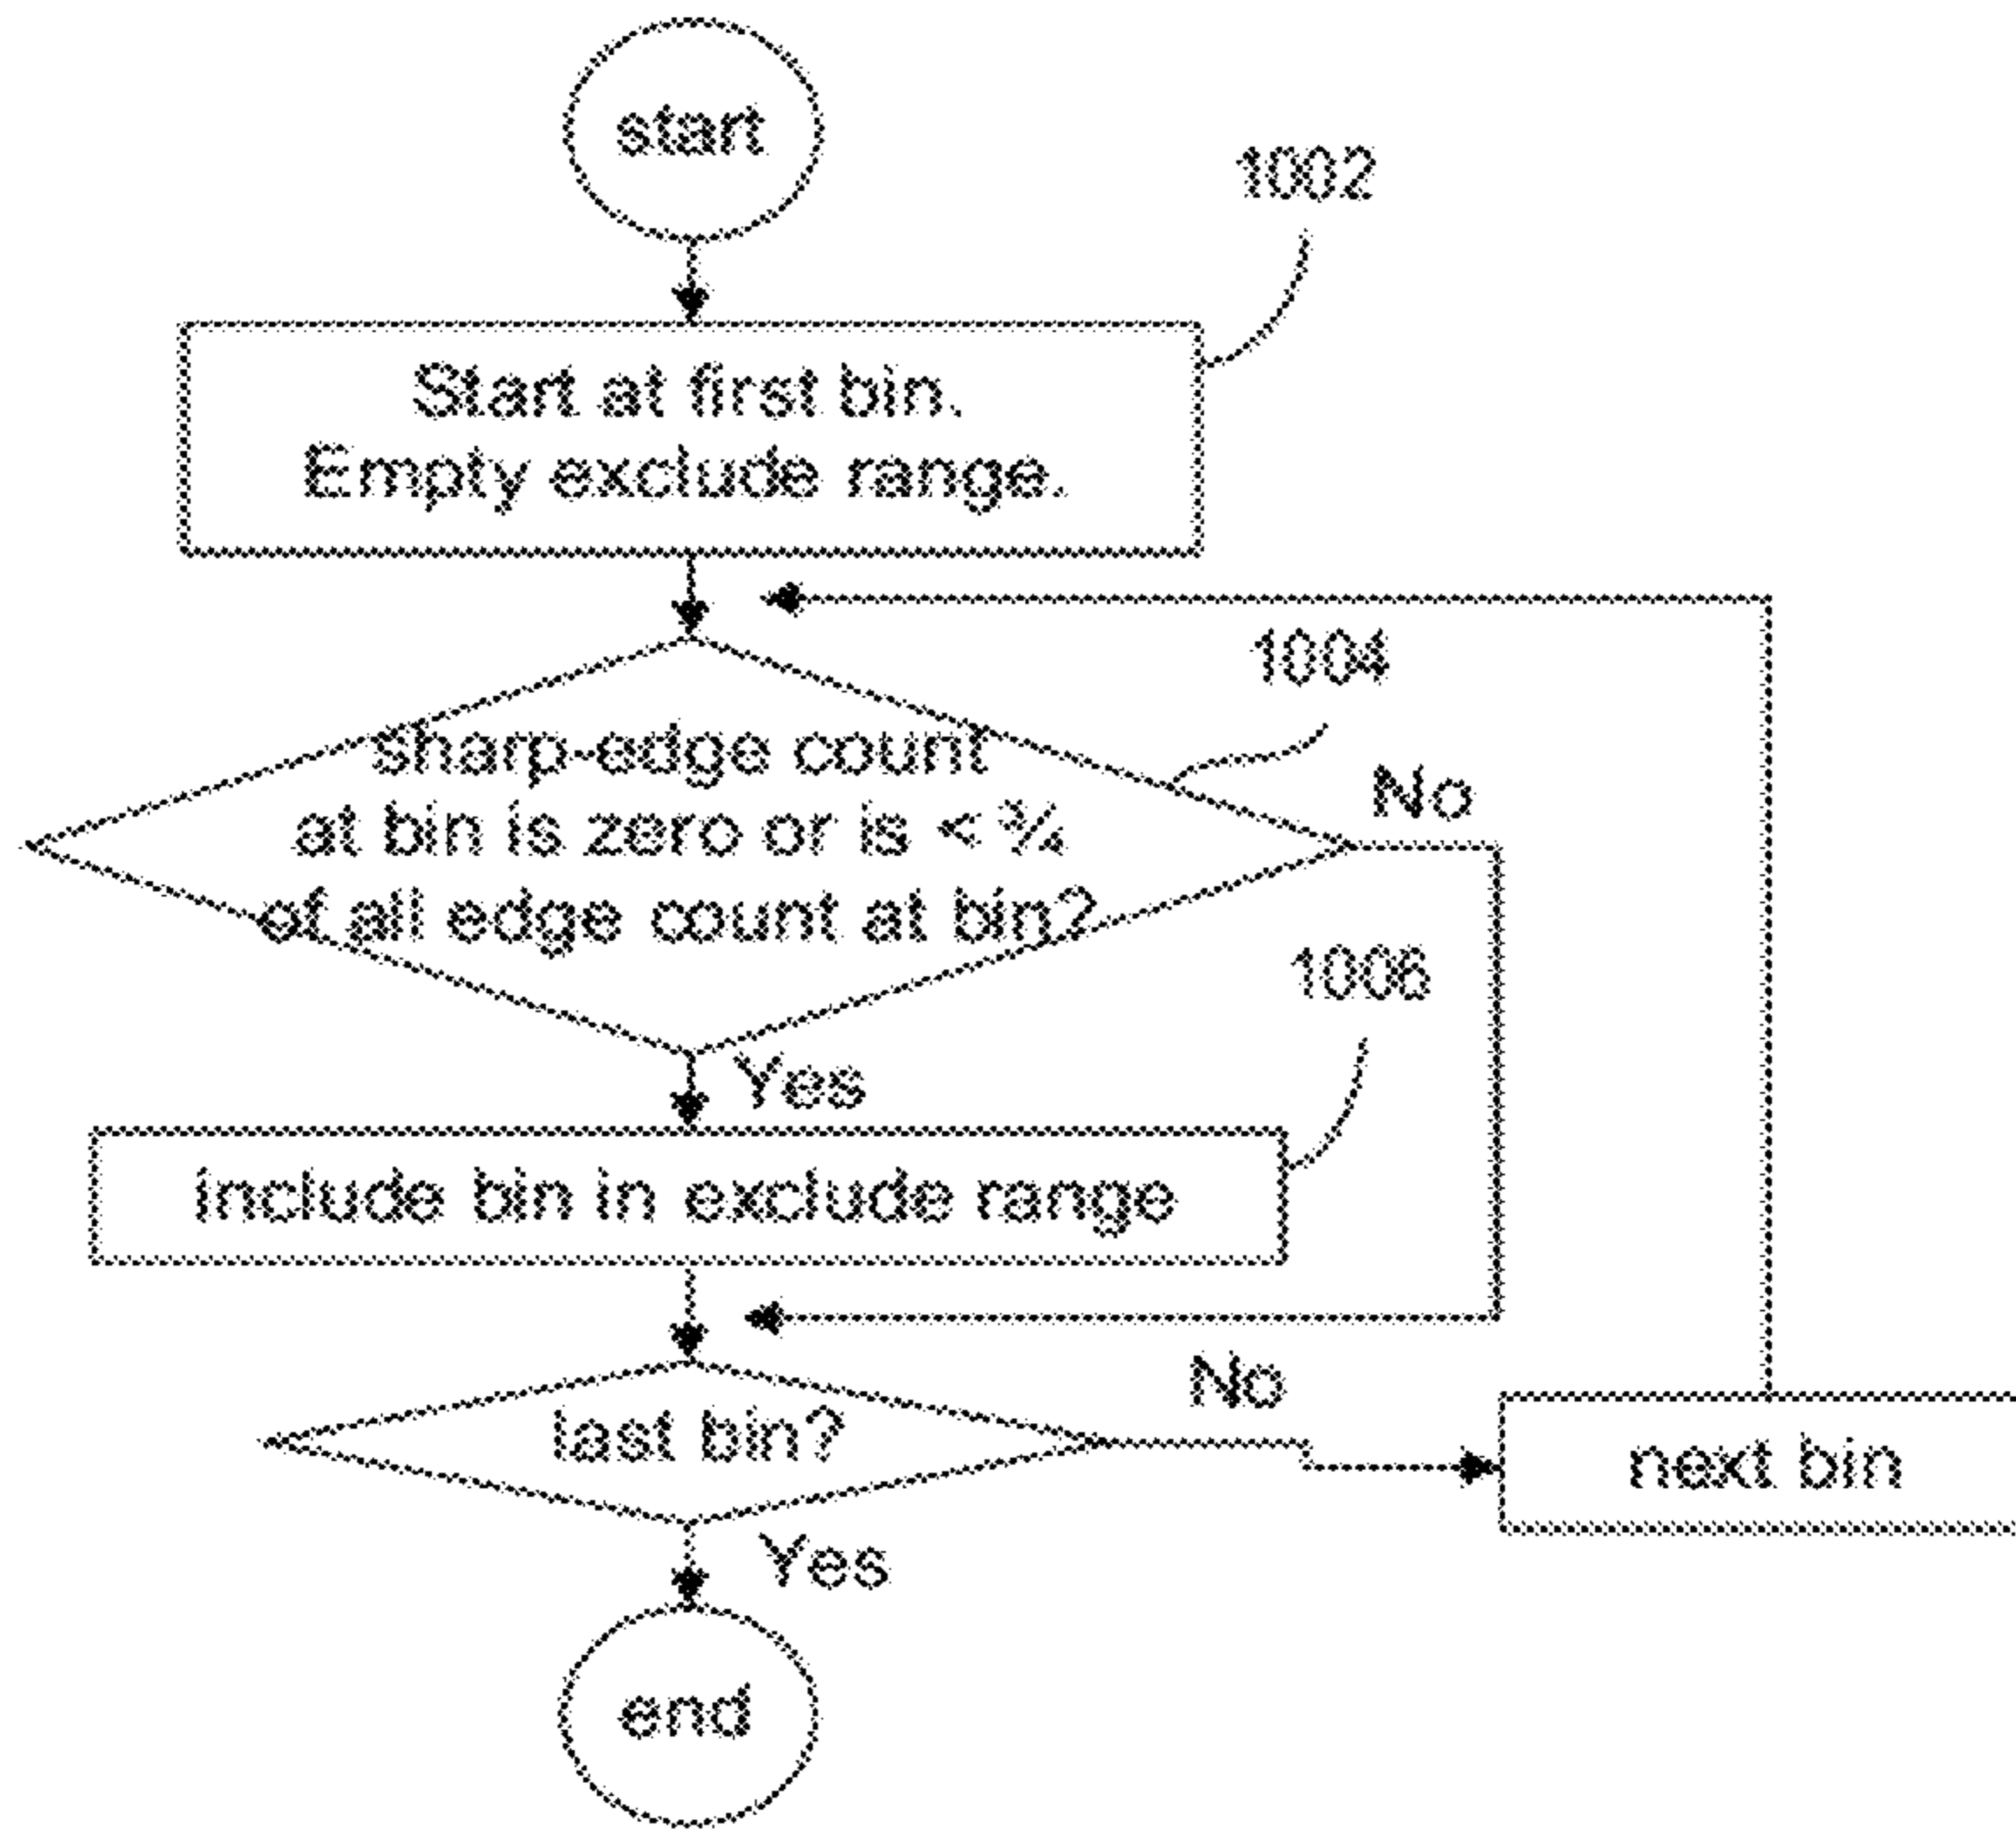 start
1002
Start at first bin.
Empty exclude range.
1004
sharp-edge count
at bin is zero or is < ¾
of all edge count at bin?
No
1006
Yes
Include bin in exclude range
No
last bin?
next bin
Yes
end